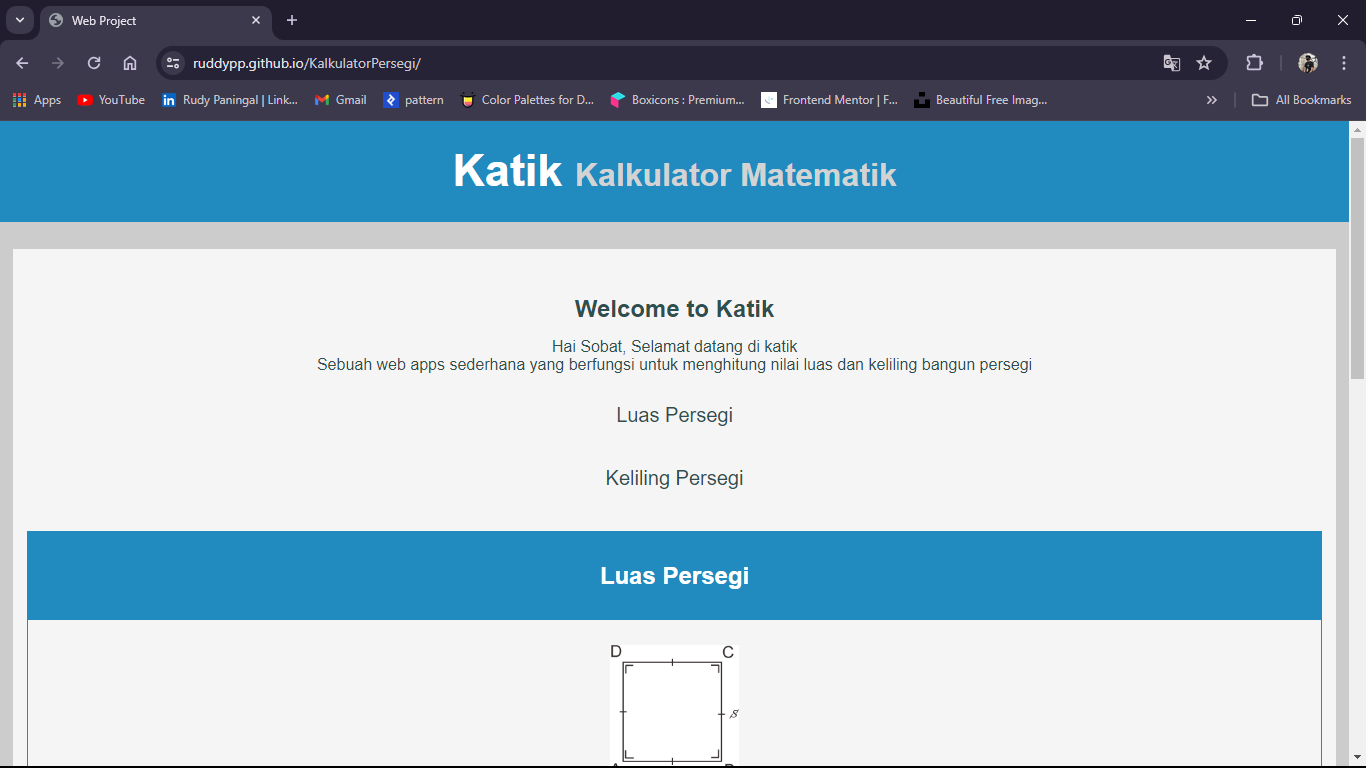 Web Project
ruddypp.github.io/KalkulatorPersegi/
Apps YouTube Rudy Paningal | Link... Gmail pattern Color Palettes for D... Boxicons : Premium... Frontend Mentor | F... Beautiful Free Imag... » All Bookmarks
Katik Kalkulator Matematik
Welcome to Katik
Hai Sobat, Selamat datang di katik
Sebuah web apps sederhana yang berfungsi untuk menghitung nilai luas dan keliling bangun persegi
Luas Persegi
Keliling Persegi
Luas Persegi
D C
s